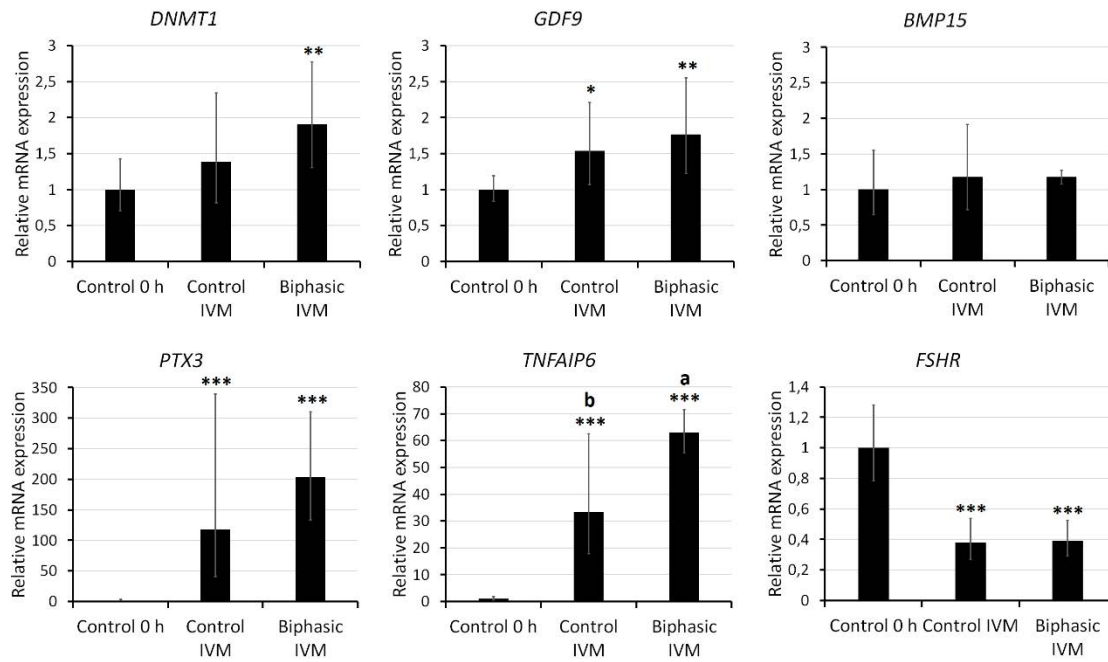 DNMT1
Relative mRNA expression
3
2,5
2
1,5
1
0,5
0
**
Control 0 h
Control IVM
Biphasic IVM
GDF9
Relative mRNA expression
3
2,5
2
1,5
1
0,5
0
*
**
Control 0 h
Control IVM
Biphasic IVM
BMP15
Relative mRNA expression
3
2,5
2
1,5
1
0,5
0
Control 0 h
Control IVM
Biphasic IVM
PTX3
Relative mRNA expression
350
300
250
200
150
100
50
0
***
***
Control 0 h
Control IVM
Biphasic IVM
TNFAIP6
Relative mRNA expression
80
70
60
50
40
30
20
10
0
b
***
a
***
Control 0 h
Control IVM
Biphasic IVM
FSHR
Relative mRNA expression
1,4
1,2
1
0,8
0,6
0,4
0,2
0
***
***
Control 0 h
Control IVM
Biphasic IVM